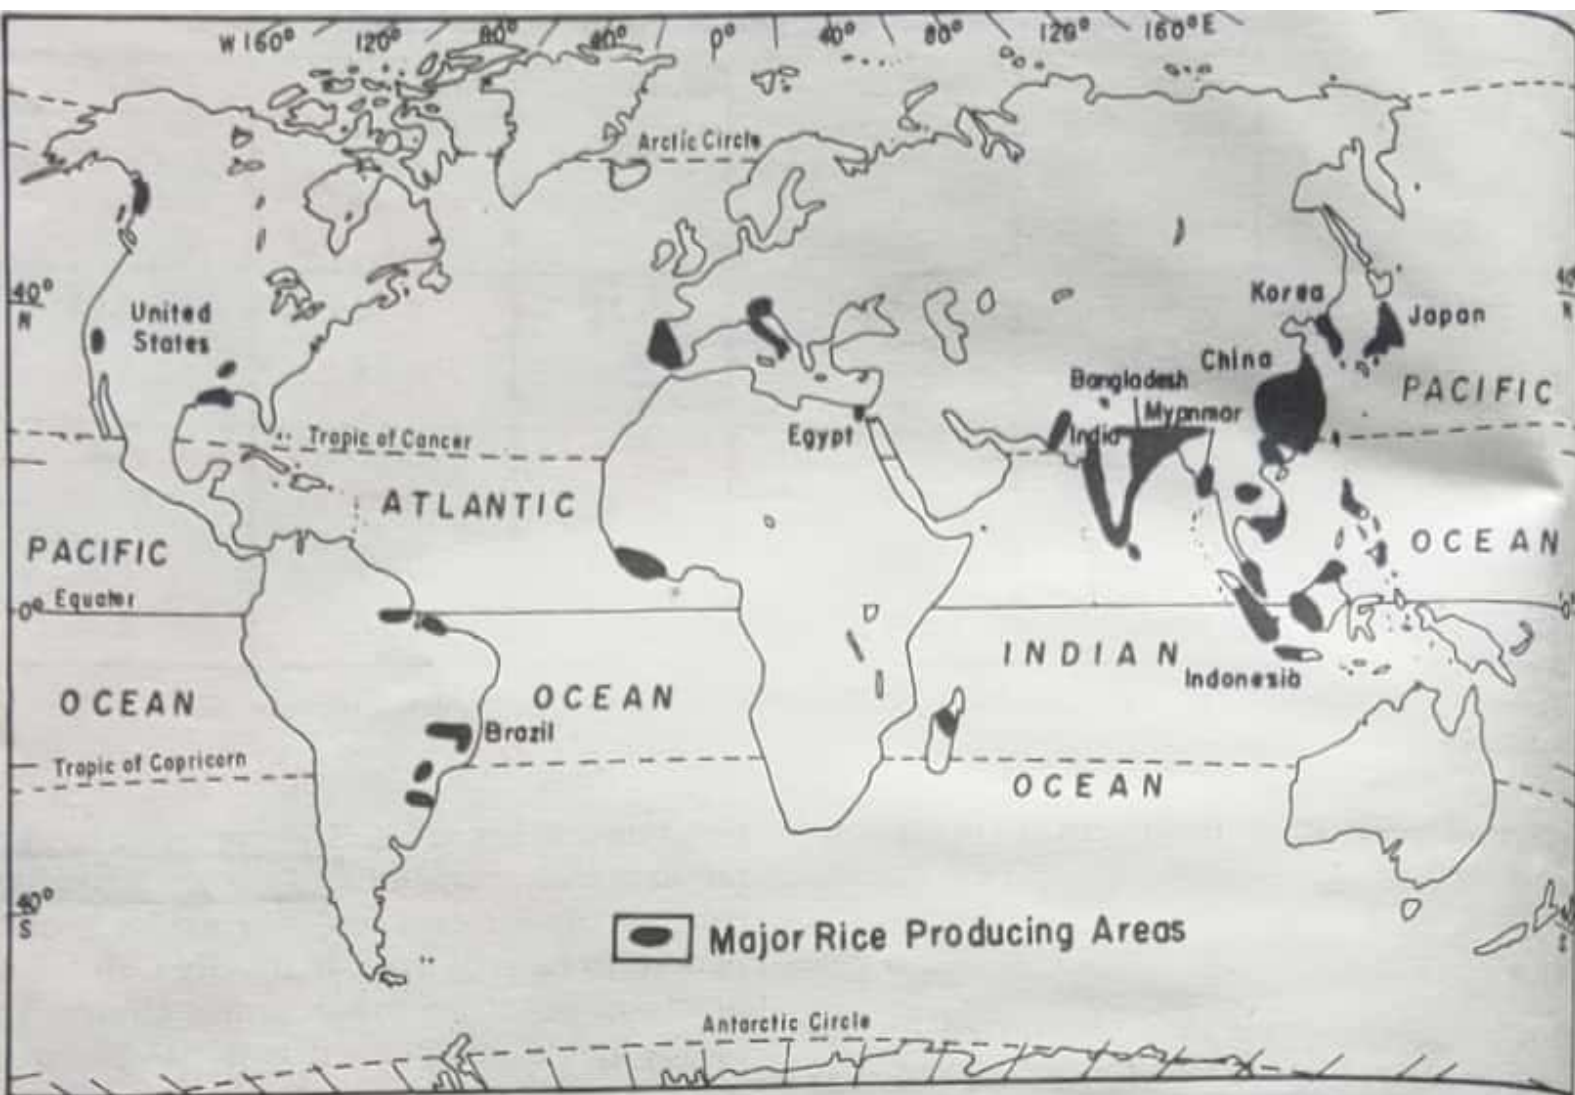 W 160° 120° 80° 40° 0° 40° 80° 120° 160° E
Arctic Circle
40°
N
United
States
Korea
Japan
China
Bangladesh
PACIFIC
Myanmar
India
Egypt
Tropic of Cancer
ATLANTIC
PACIFIC
OCEAN
0° Equator
0°
INDIAN
Indonesia
OCEAN
OCEAN
Brazil
Tropic of Capricorn
OCEAN
40°
S
Major Rice Producing Areas
Antarctic Circle